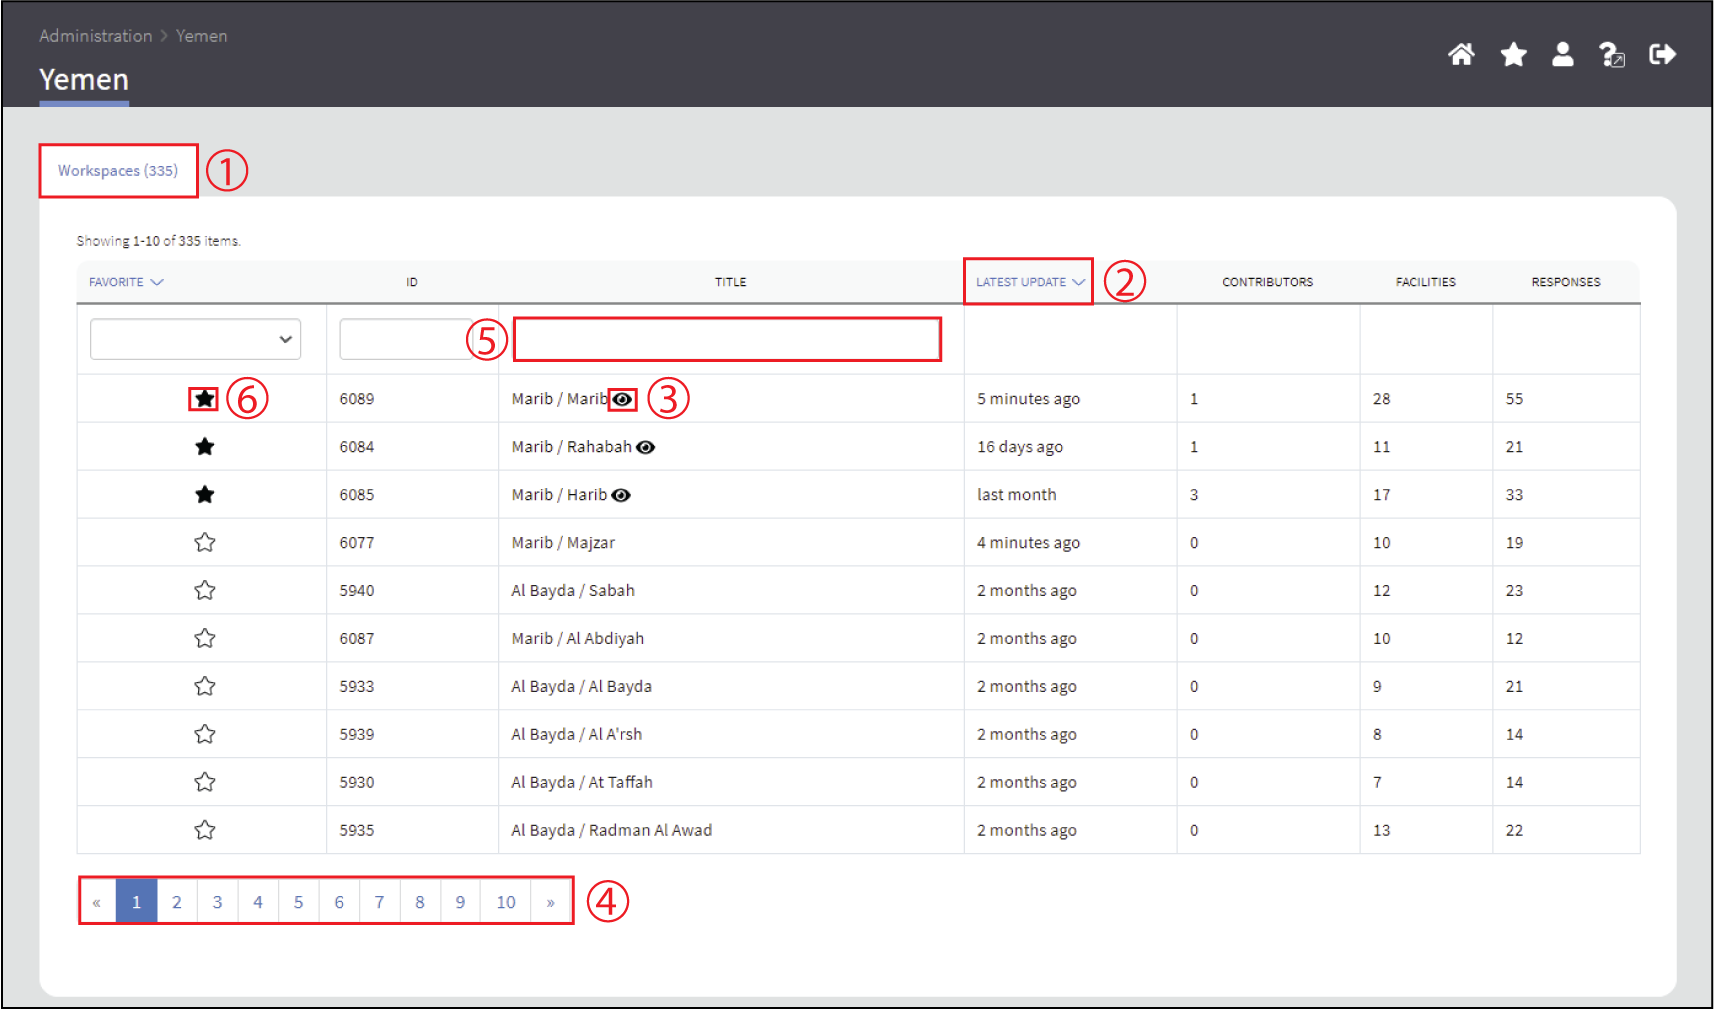 Administration > Yemen
Yemen
Workspaces (335) ①
Showing 1-10 of 335 items.
FAVORITE ID TITLE LATEST UPDATE ② CONTRIBUTORS FACILITIES RESPONSES
⑤
⑥ 6089 Marib / Marib ③ 5 minutes ago 1 28 55
6084 Marib / Rahabah 16 days ago 1 11 21
6085 Marib / Harib last month 3 17 33
6077 Marib / Majzar 4 minutes ago 0 10 19
5940 Al Bayda / Sabah 2 months ago 0 12 23
6087 Marib / Al Abdiyah 2 months ago 0 10 12
5933 Al Bayda / Al Bayda 2 months ago 0 9 21
5939 Al Bayda / Al A'rsh 2 months ago 0 8 14
5930 Al Bayda / At Taffah 2 months ago 0 7 14
5935 Al Bayda / Radman Al Awad 2 months ago 0 13 22
« 1 2 3 4 5 6 7 8 9 10 » ④